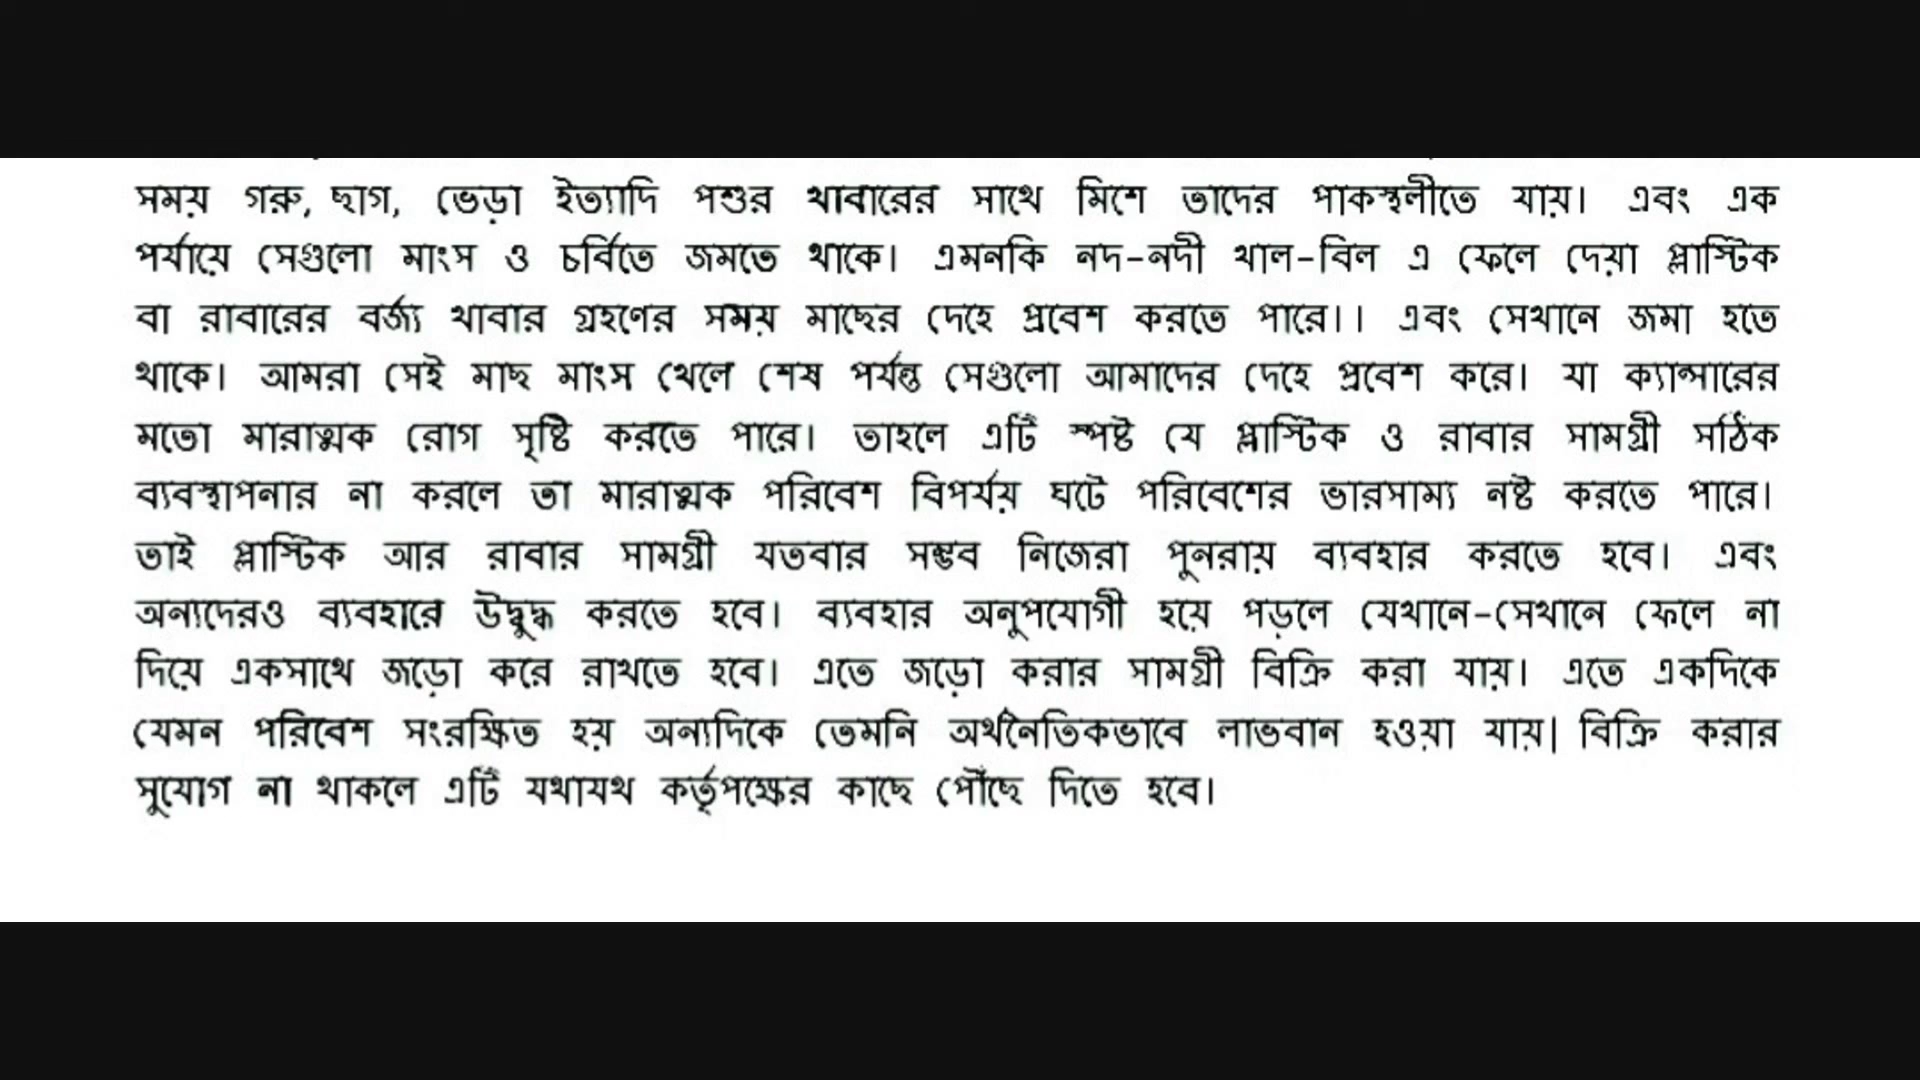 সময় গরু, ছাগ, ভেড়া ইত্যাদি পশুর খাবারের সাথে মিশে তাদের পাকস্থলীতে যায়। এবং এক
পর্যায়ে সেগুলো মাংস ও চর্বিতে জমতে থাকে। এমনকি নদ-নদী খাল-বিল এ ফেলে দেয়া প্লাস্টিক
বা রাবারের বর্জ্য খাবার গ্রহণের সময় মাছের দেহে প্রবেশ করতে পারে।। এবং সেখানে জমা হতে
থাকে। আমরা সেই মাছ মাংস খেলে শেষ পর্যন্ত সেগুলো আমাদের দেহে প্রবেশ করে। যা ক্যান্সারের
মতো মারাত্মক রোগ সৃষ্টি করতে পারে। তাহলে এটি স্পষ্ট যে প্লাস্টিক ও রাবার সামগ্রী সঠিক
ব্যবস্থাপনার না করলে তা মারাত্মক পরিবেশ বিপর্যয় ঘটে পরিবেশের ভারসাম্য নষ্ট করতে পারে।
তাই প্লাস্টিক আর রাবার সামগ্রী যতবার সম্ভব নিজেরা পুনরায় ব্যবহার করতে হবে। এবং
অন্যদেরও ব্যবহারে উদ্বুদ্ধ করতে হবে। ব্যবহার অনুপযোগী হয়ে পড়লে যেখানে-সেখানে ফেলে না
দিয়ে একসাথে জড়ো করে রাখতে হবে। এতে জড়ো করার সামগ্রী বিক্রি করা যায়। এতে একদিকে
যেমন পরিবেশ সংরক্ষিত হয় অন্যদিকে তেমনি অর্থনৈতিকভাবে লাভবান হওয়া যায়| বিক্রি করার
সুযোগ না থাকলে এটি যথাযথ কর্তৃপক্ষের কাছে পৌঁছে দিতে হবে।